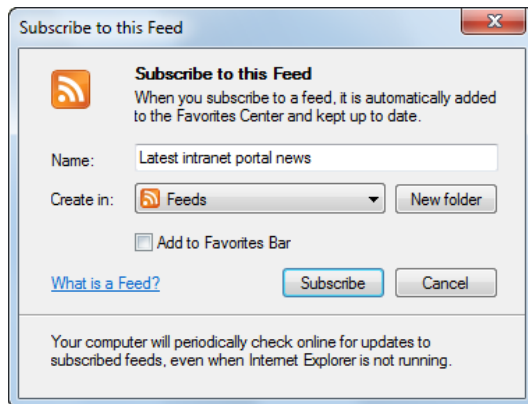 Subscribe to this Feed
Subscribe to this Feed
When you subscribe to a feed, it is automatically added
to the Favorites Center and kept up to date.
Name: Latest intranet portal news
Create in: Feeds New folder
Add to Favorites Bar
What is a Feed? Subscribe Cancel
Your computer will periodically check online for updates to
subscribed feeds, even when Internet Explorer is not running.